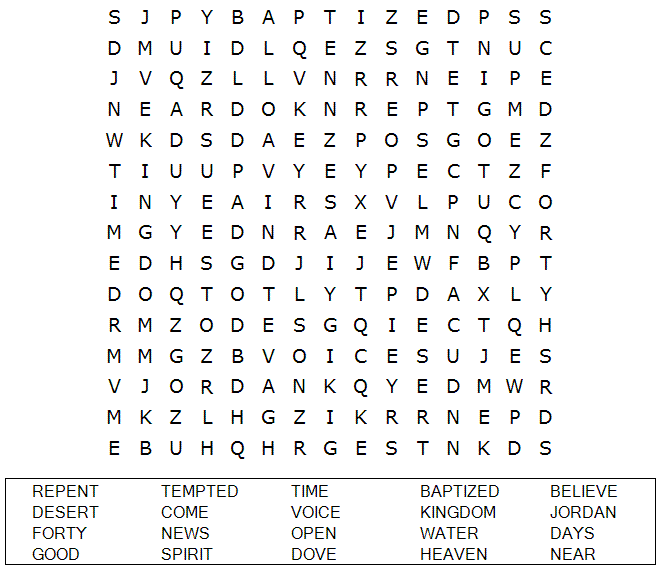 S J P Y B A P T I Z E D P S S
D M U I D L Q E Z S G T N U C
J V Q Z L L V N R R N E I P E
N E A R D O K N R E P T G M D
W K D S D A E Z P O S G O E Z
T I U U P V Y E Y P E C T Z F
I N Y E A I R S X V L P U C O
M G Y E D N R A E J M N Q Y R
E D H S G D J I J E W F B P T
D O Q T O T L Y T P D A X L Y
R M Z O D E S G Q I E C T Q H
M M G Z B V O I C E S U J E S
V J O R D A N K Q Y E D M W R
M K Z L H G Z I K R R N E P D
E B U H Q H R G E S T N K D S
REPENT TEMPTED TIME BAPTIZED BELIEVE
DESERT COME VOICE KINGDOM JORDAN
FORTY NEWS OPEN WATER DAYS
GOOD SPIRIT DOVE HEAVEN NEAR